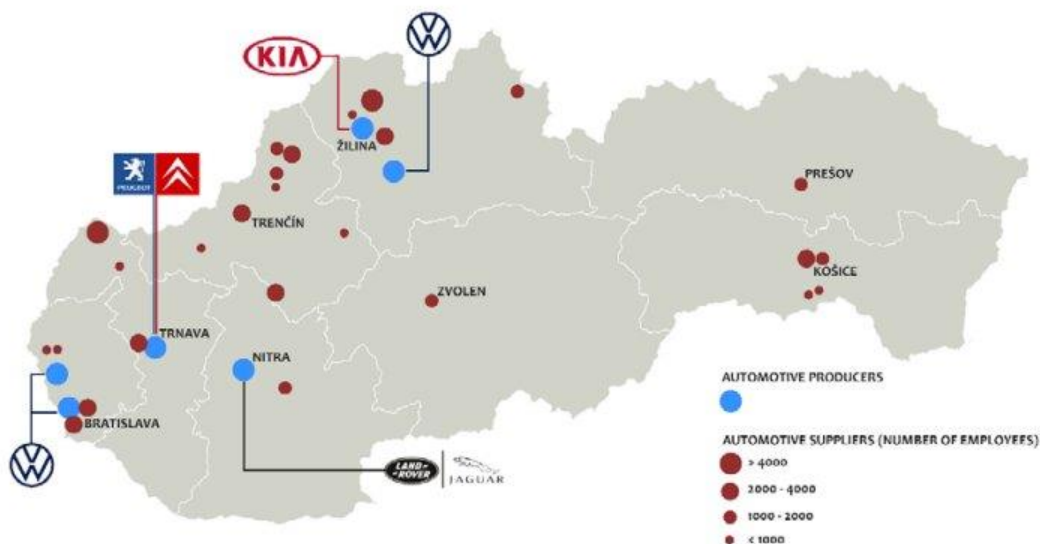 KIA
PEUGEOT
ŽILINA
PREŠOV
TRENČÍN
KOŠICE
ZVOLEN
TRNAVA
NITRA
BRATISLAVA
LAND-
ROVER
JAGUAR
AUTOMOTIVE PRODUCERS
AUTOMOTIVE SUPPLIERS (NUMBER OF EMPLOYEES)
> 4000
2000 - 4000
1000 - 2000
< 1000